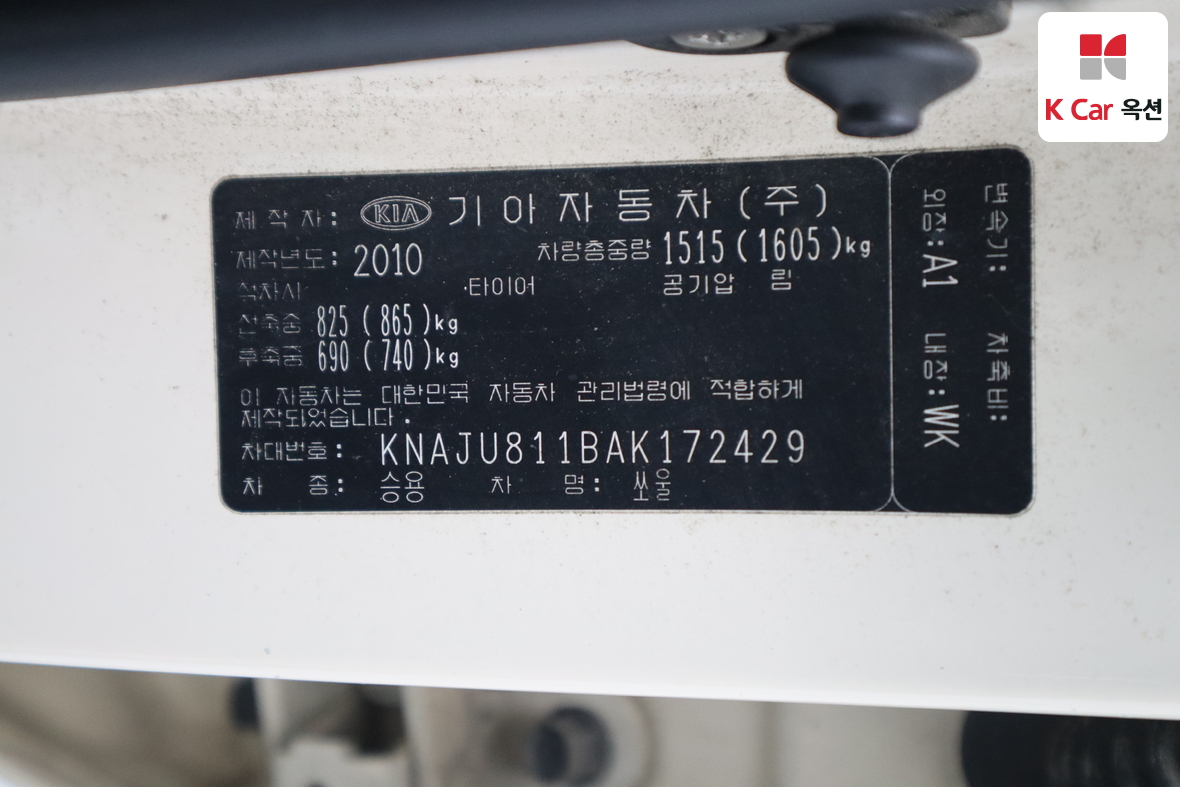 K Car 옥션
제 작 자: KIA 기아자동차(주)
제작년도: 2010 차량총중량 1515(1605)kg
승차시 타이어 공기압 림
전축중 825(865)kg
후축중 690(740)kg
이 자동차는 대한민국 자동차 관리법령에 적합하게
제작되었습니다.
차대번호: KNAJU811BAK172429
차 종: 승용 차 명: 쏘울
변속기: 차축비:
외장:A1 내장:WK